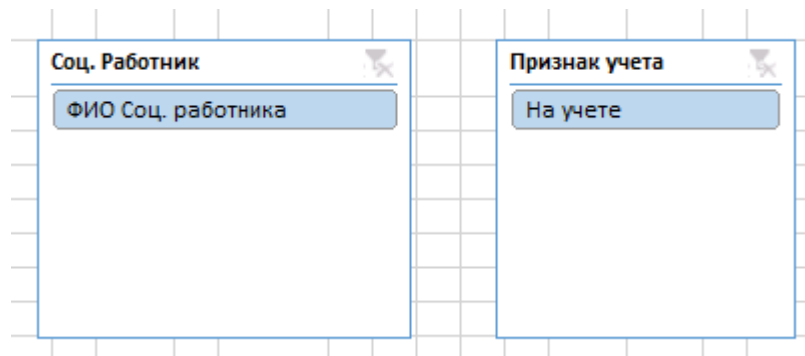 Соц. Работник
ФИО Соц. работника
Признак учета
На учете